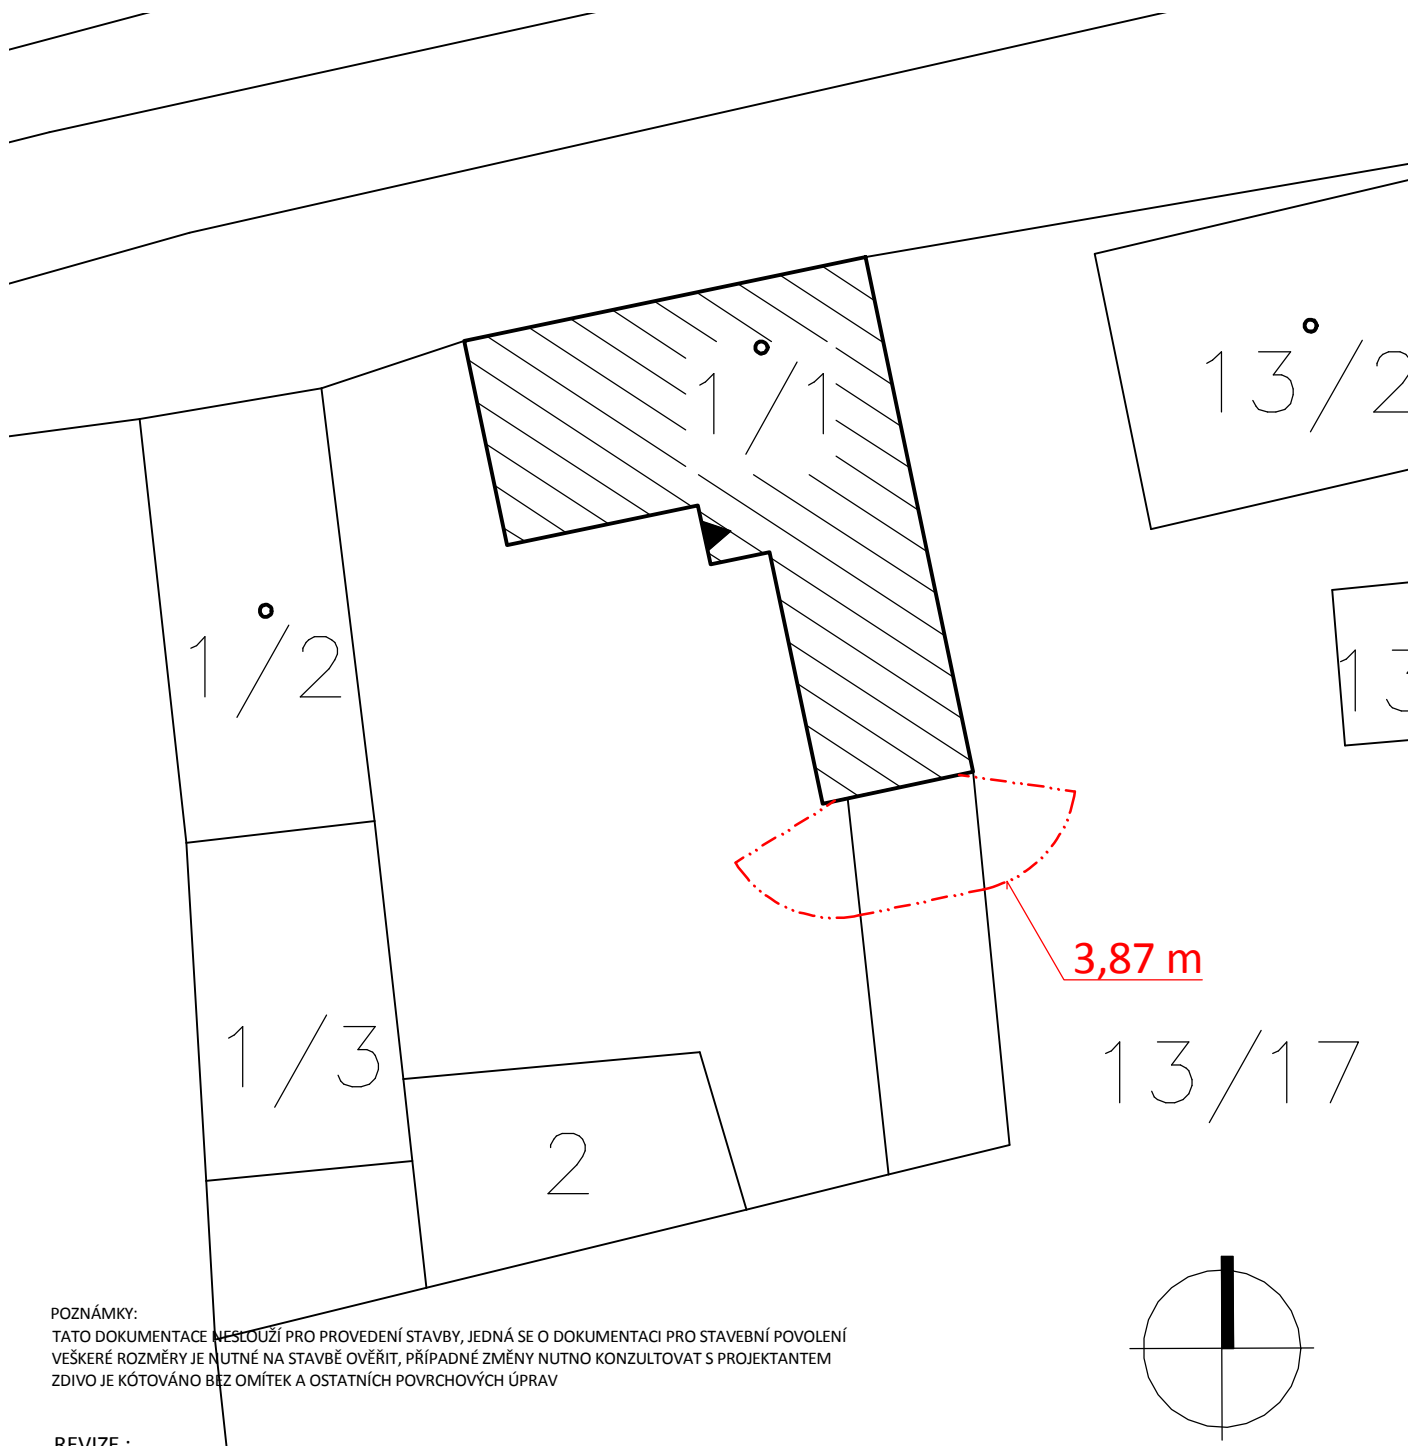 1/1
13/2
1/2
13
3,87 m
1/3
13/17
2
POZNÁMKY:
TATO DOKUMENTACE NESLOUŽÍ PRO PROVEDENÍ STAVBY, JEDNÁ SE O DOKUMENTACI PRO STAVEBNÍ POVOLENÍ
VEŠKERÉ ROZMĚRY JE NUTNÉ NA STAVBĚ OVĚŘIT, PŘÍPADNÉ ZMĚNY NUTNO KONZULTOVAT S PROJEKTANTEM
ZDIVO JE KÓTOVÁNO BEZ OMÍTEK A OSTATNÍCH POVRCHOVÝCH ÚPRAV
REVIZE :